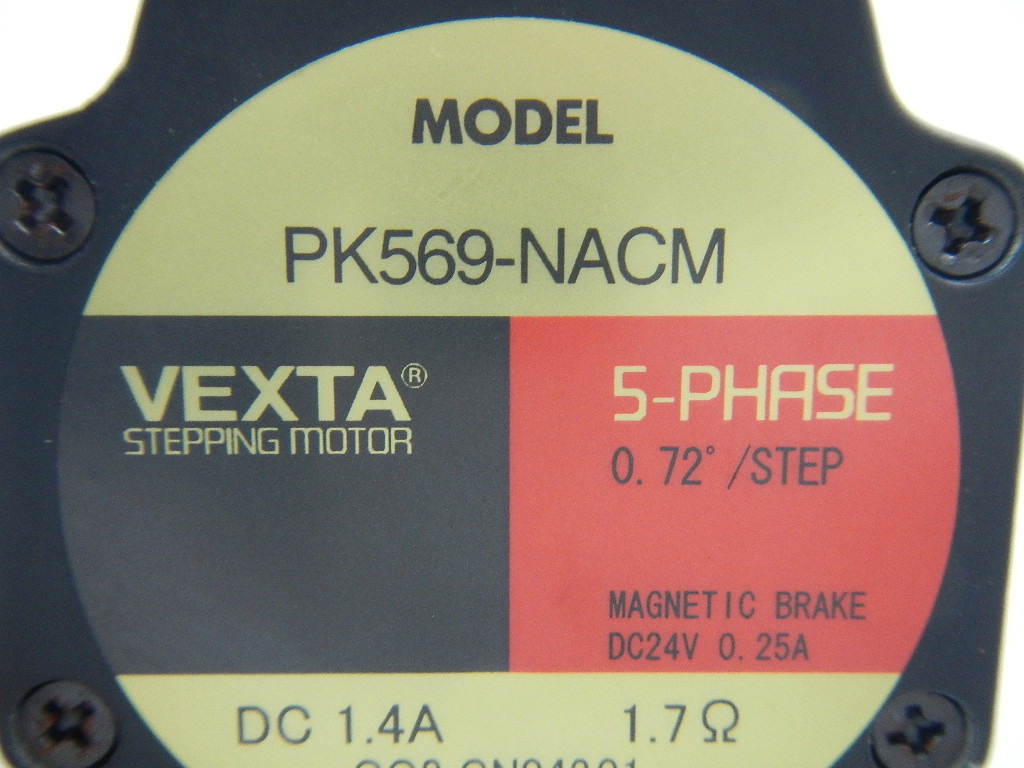 MODEL
PK569-NACM
VEXTA®
STEPPING MOTOR
5-PHASE
0.72°/STEP
MAGNETIC BRAKE
DC24V 0.25A
DC 1.4A 1.7Ω